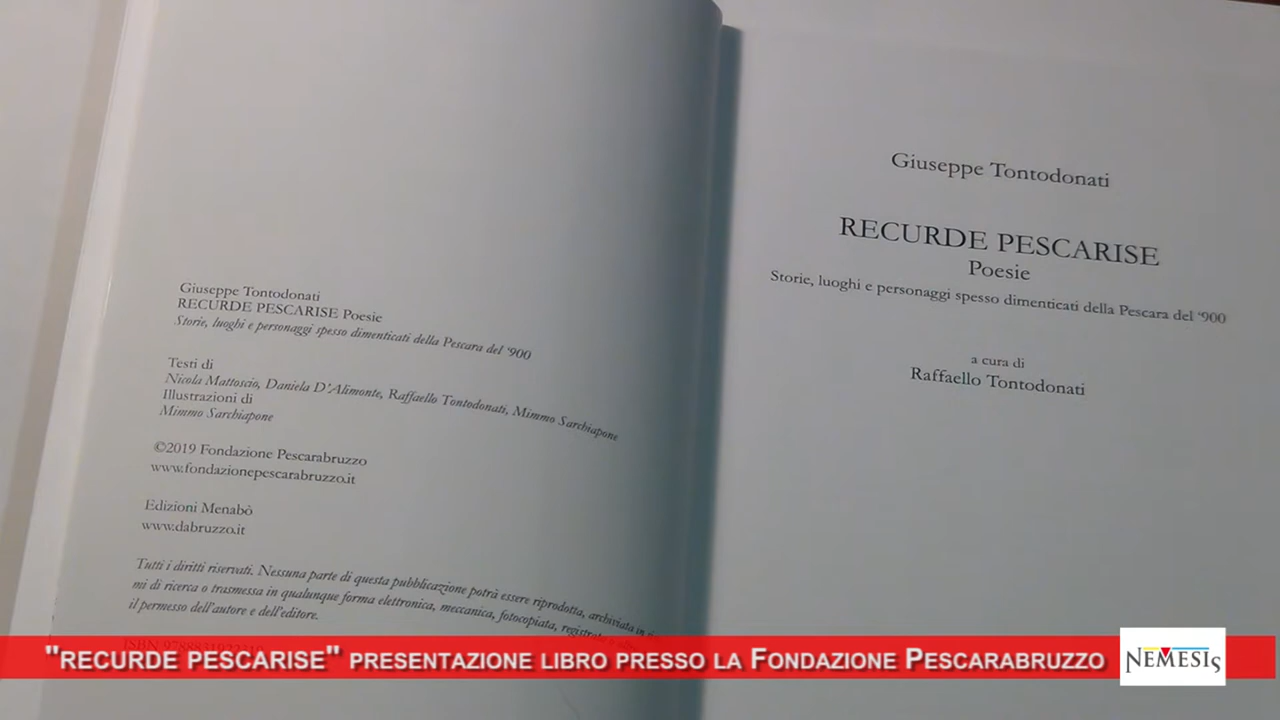 Giuseppe Tontodonati
RECURDE PESCARISE Poesie
Storie, luoghi e personaggi spesso dimenticati della Pescara del '900
Testi di
Nicola Mattoscio, Daniela D'Alimonte, Raffaello Tontodonati, Mimmo Sarchiapone
Illustrazioni di
Mimmo Sarchiapone
©2019 Fondazione Pescarabruzzo
www.fondazionepescarabruzzo.it
Edizioni Menabò
www.dabruzzo.it
Tutti i diritti riservati. Nessuna parte di questa pubblicazione potrà essere riprodotta, archiviata in
mi di ricerca o trasmessa in qualunque forma elettronica, meccanica, fotocopiata, registrata o
il permesso dell'autore e dell'editore.
ISBN
Giuseppe Tontodonati
RECURDE PESCARISE
Poesie
Storie, luoghi e personaggi spesso dimenticati della Pescara del '900
a cura di
Raffaello Tontodonati
"RECURDE PESCARISE" PRESENTAZIONE LIBRO PRESSO LA FONDAZIONE PESCARABRUZZO
NEMESIS